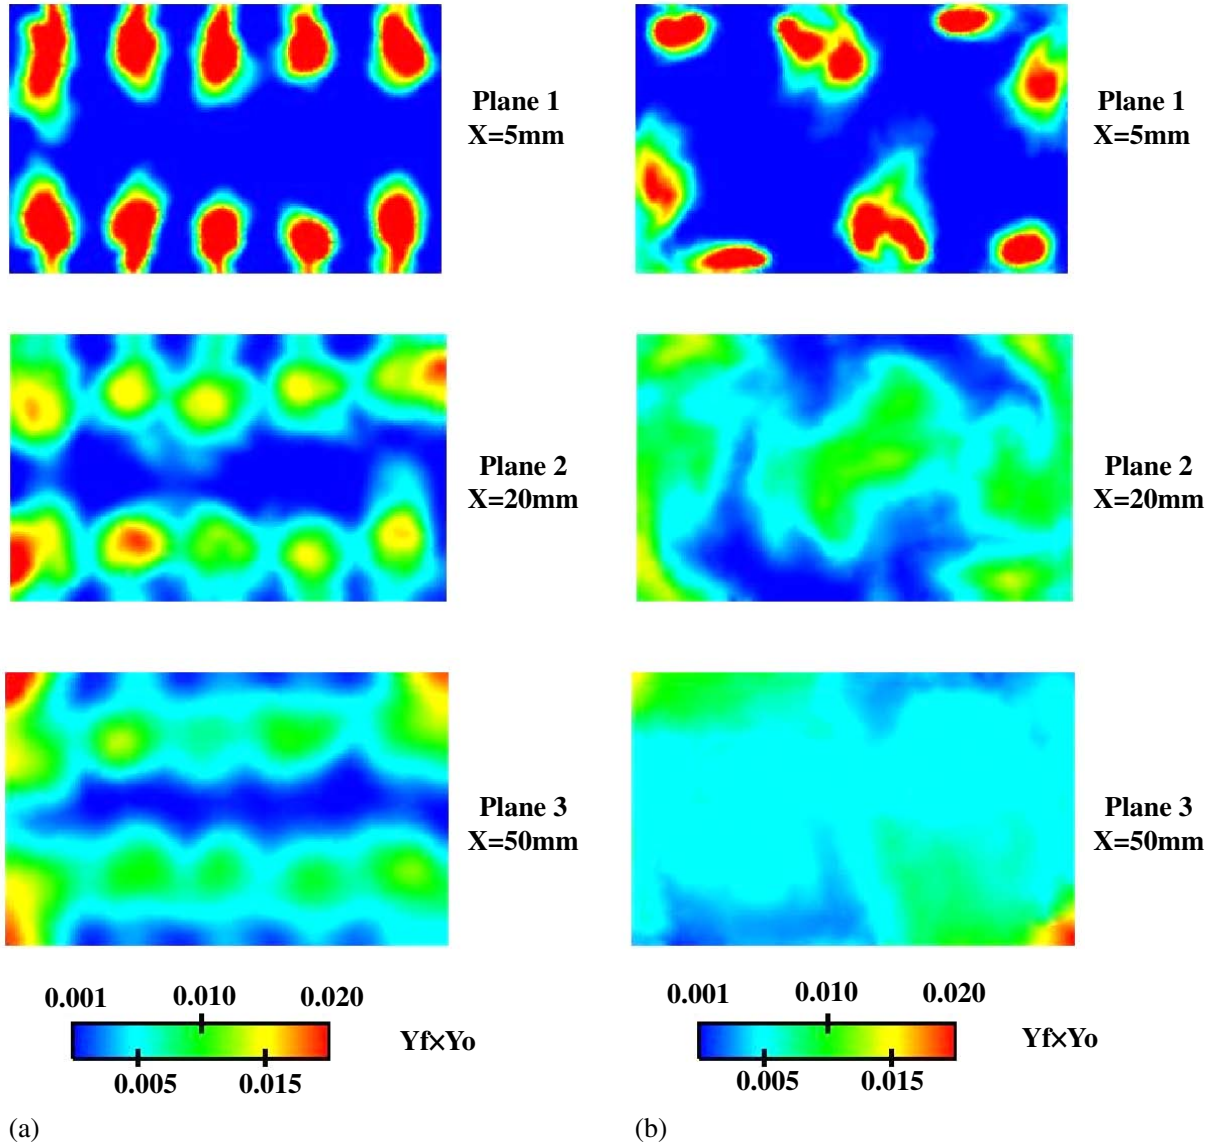 Plane 1
X=5mm
Plane 1
X=5mm
Plane 2
X=20mm
Plane 2
X=20mm
Plane 3
X=50mm
Plane 3
X=50mm
0.001 0.010 0.020
Yf×Yo
0.005 0.015
0.001 0.010 0.020
Yf×Yo
0.005 0.015
(a)
(b)